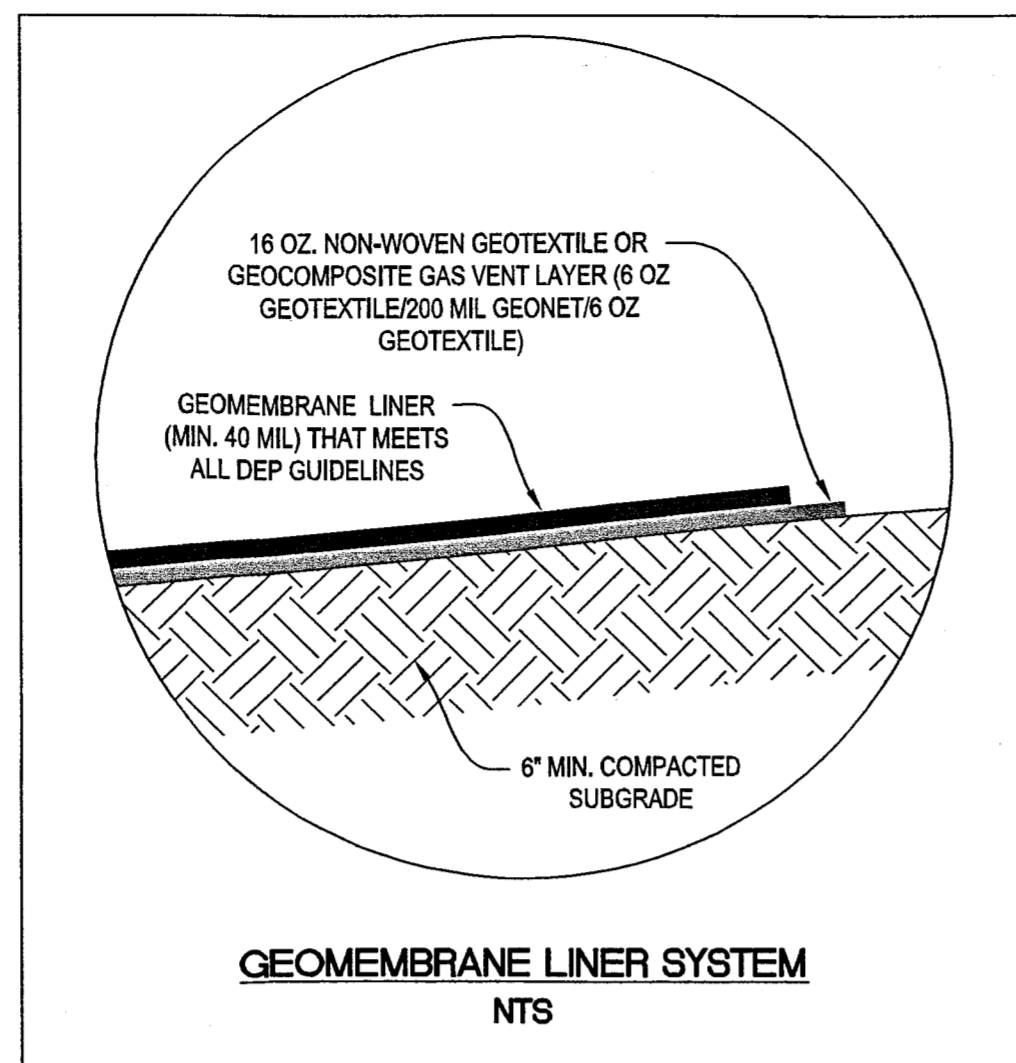 16 OZ. NON-WOVEN GEOTEXTILE OR
GEOCOMPOSITE GAS VENT LAYER (6 OZ
GEOTEXTILE/200 MIL GEONET/6 OZ
GEOTEXTILE)
GEOMEMBRANE LINER
(MIN. 40 MIL) THAT MEETS
ALL DEP GUIDELINES
6" MIN. COMPACTED
SUBGRADE
GEOMEMBRANE LINER SYSTEM
NTS